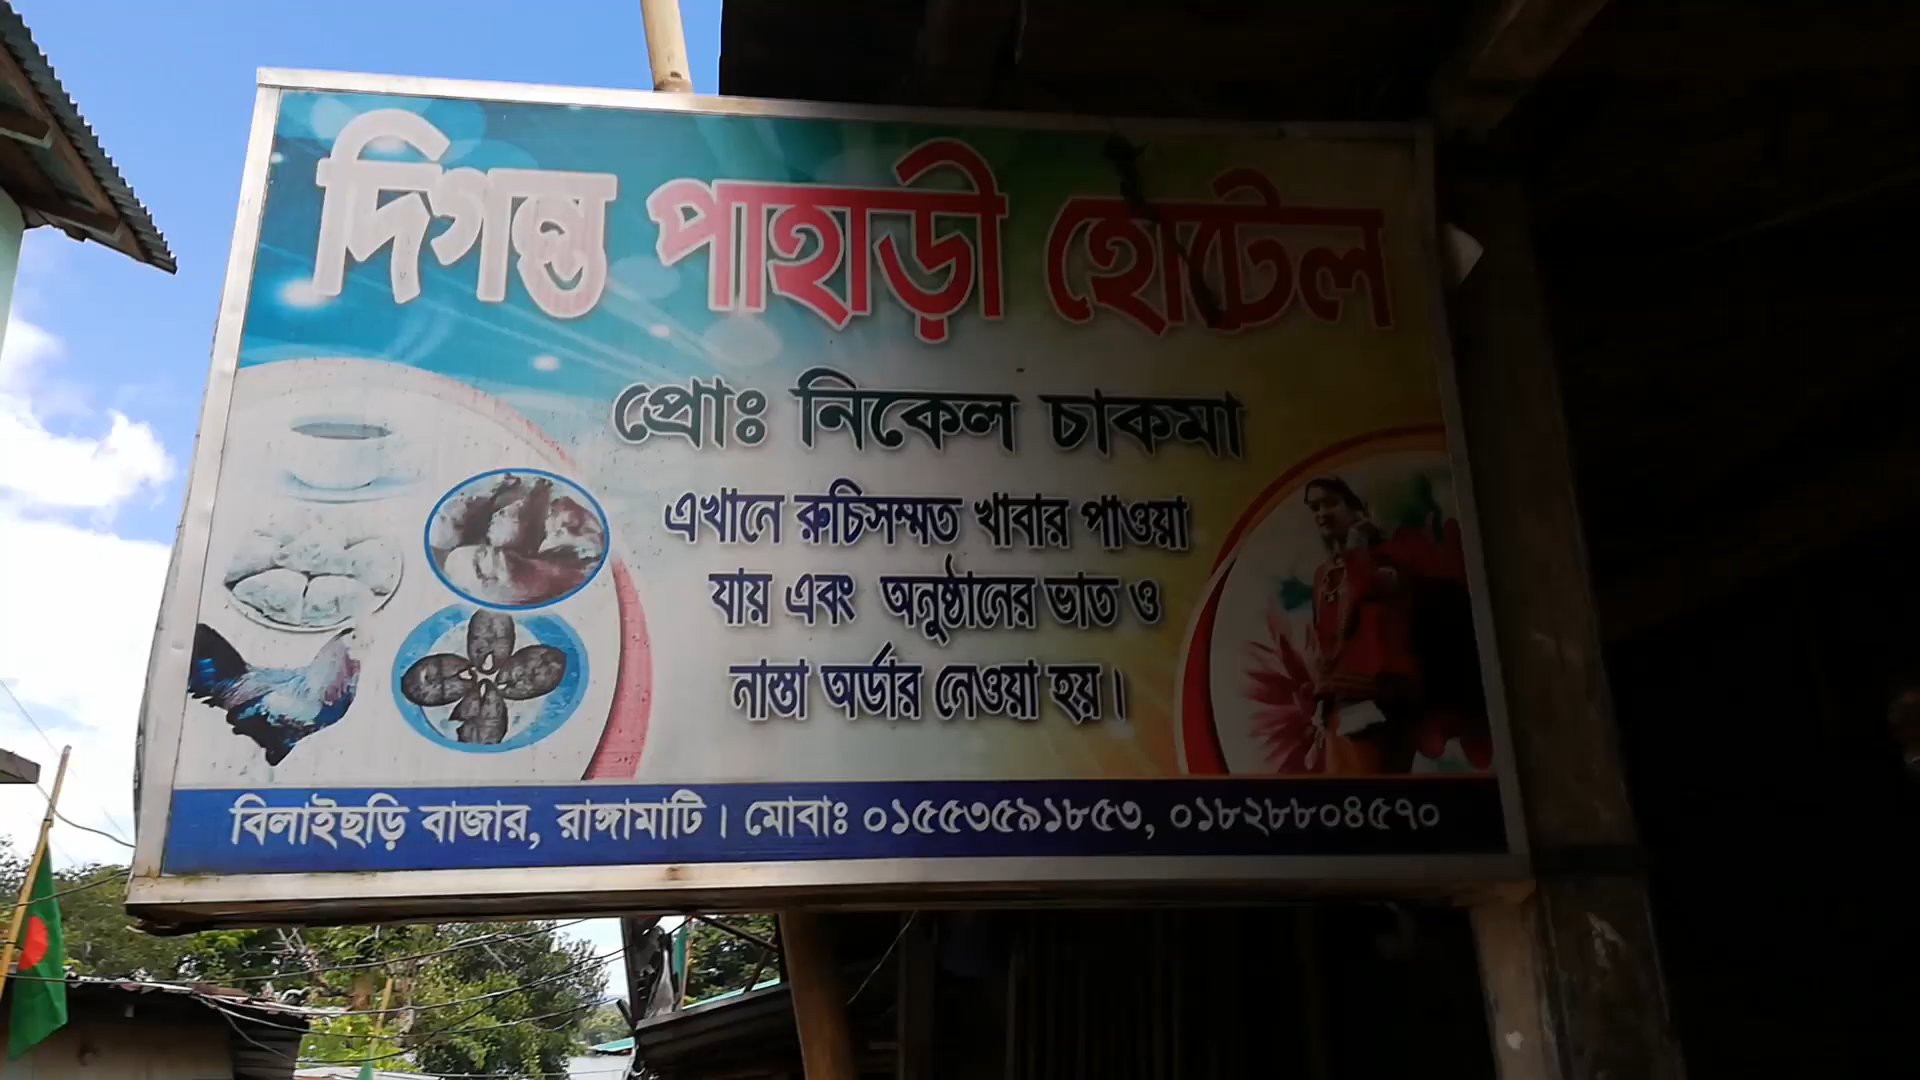 দিগন্ত পাহাড়ী হোটেল
প্রোঃ নিকেল চাকমা
এখানে রুচিসম্মত খাবার পাওয়া
যায় এবং অনুষ্ঠানের ভাত ও
নাস্তা অর্ডার নেওয়া হয়।
বিলাইছড়ি বাজার, রাঙ্গামাটি। মোবাঃ ০১৫৫৩৫৯১৮৫৩, ০১৮২৮৮০৪৫৭০